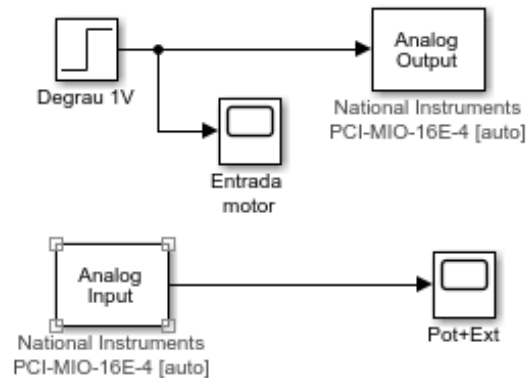 Degrau 1V
Analog
Output
National Instruments
PCI-MIO-16E-4 [auto]
Entrada
motor
Analog
Input
National Instruments
PCI-MIO-16E-4 [auto]
Pot+Ext